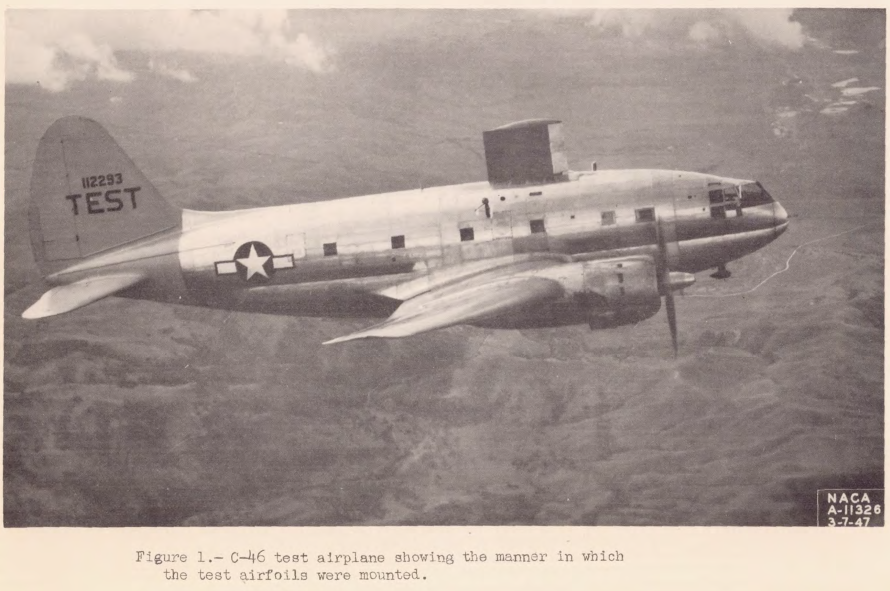 112293
TEST
NACA
A-11326
3-7-47
Figure 1.- C-46 test airplane showing the manner in which
the test airfoils were mounted.